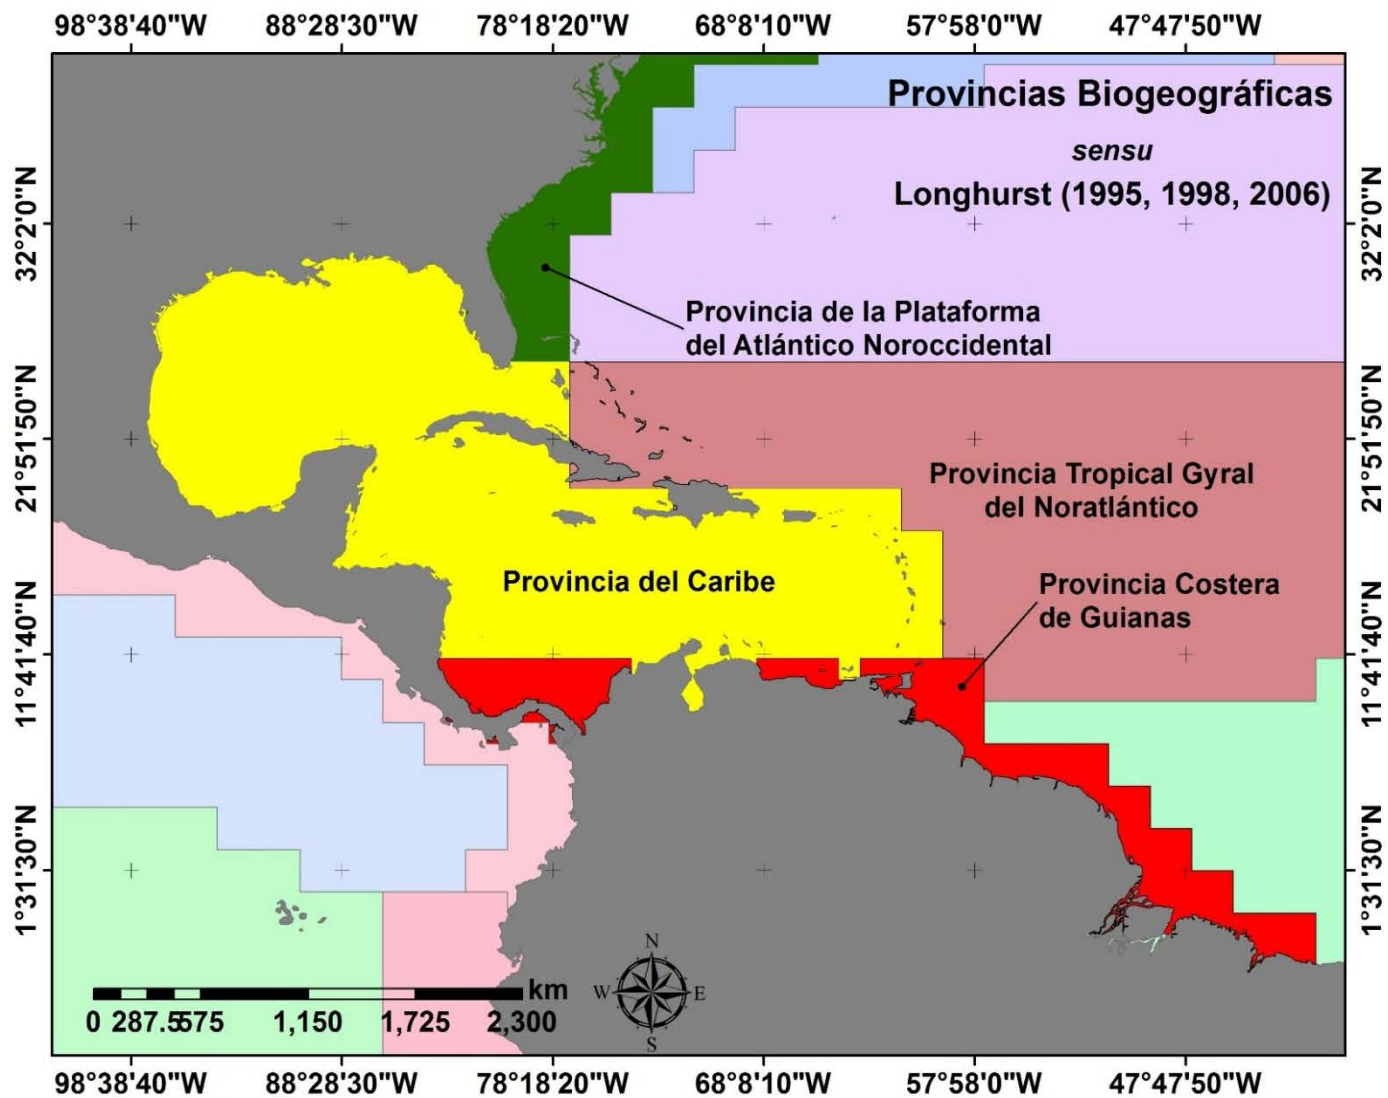 98°38'40"W 88°28'30"W 78°18'20"W 68°8'10"W 57°58'0"W 47°47'50"W
Provincias Biogeográficas
sensu
Longhurst (1995, 1998, 2006)
32°2'0"N
32°2'0"N
Provincia de la Plataforma
del Atlántico Noroccidental
21°51'50"N
21°51'50"N
Provincia Tropical Gyral
del Noratlántico
Provincia del Caribe
Provincia Costera
de Guianas
11°41'40"N
11°41'40"N
1°31'30"N
1°31'30"N
N
W E
S
km
0 287.5 575 1,150 1,725 2,300
98°38'40"W 88°28'30"W 78°18'20"W 68°8'10"W 57°58'0"W 47°47'50"W